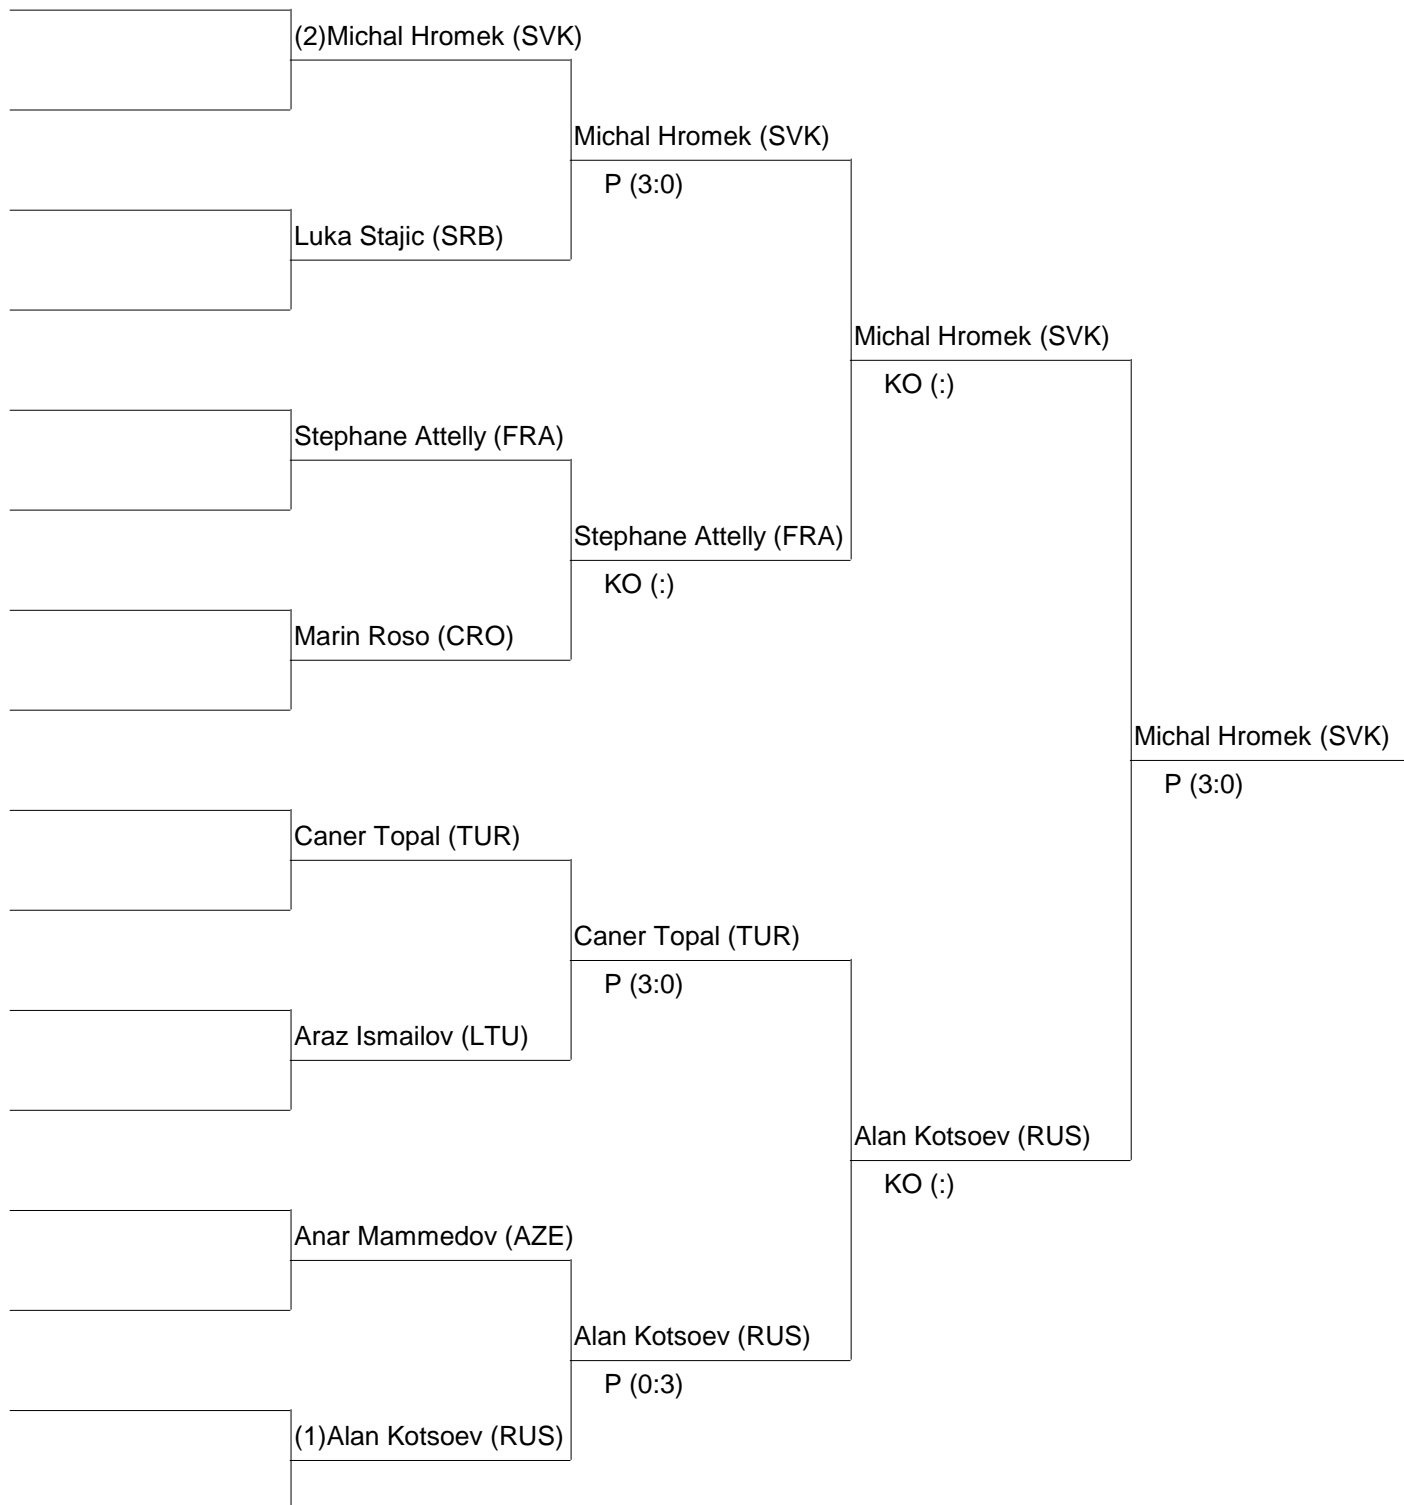 (2)Michal Hromek (SVK)
Michal Hromek (SVK)
P (3:0)
Luka Stajic (SRB)
Michal Hromek (SVK)
KO (:)
Stephane Attelly (FRA)
Stephane Attelly (FRA)
KO (:)
Marin Roso (CRO)
Michal Hromek (SVK)
P (3:0)
Caner Topal (TUR)
Caner Topal (TUR)
P (3:0)
Araz Ismailov (LTU)
Alan Kotsoev (RUS)
KO (:)
Anar Mammedov (AZE)
Alan Kotsoev (RUS)
P (0:3)
(1)Alan Kotsoev (RUS)